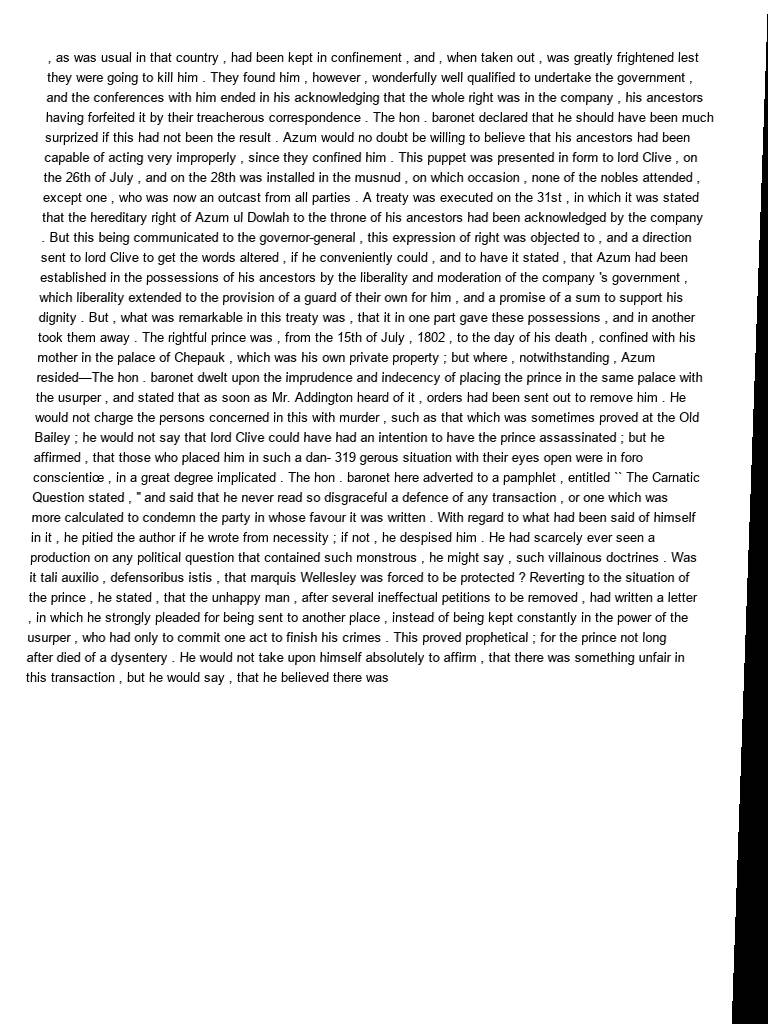 , as was usual in that country , had been kept in confinement , and , when taken out , was greatly frightened lest
they were going to kill him . They found him , however , wonderfully well qualified to undertake the government ,
and the conferences with him ended in his acknowledging that the whole right was in the company , his ancestors
having forfeited it by their treacherous correspondence . The hon . baronet declared that he should have been much
surprized if this had not been the result . Azum would no doubt be willing to believe that his ancestors had been
capable of acting very improperly , since they confined him . This puppet was presented in form to lord Clive , on
the 26th of July , and on the 28th was installed in the musnud , on which occasion , none of the nobles attended ,
except one , who was now an outcast from all parties . A treaty was executed on the 31st , in which it was stated
that the hereditary right of Azum ul Dowlah to the throne of his ancestors had been acknowledged by the company
. But this being communicated to the governor-general , this expression of right was objected to , and a direction
sent to lord Clive to get the words altered , if he conveniently could , and to have it stated , that Azum had been
established in the possessions of his ancestors by the liberality and moderation of the company 's government ,
which liberality extended to the provision of a guard of their own for him , and a promise of a sum to support his
dignity . But , what was remarkable in this treaty was , that it in one part gave these possessions , and in another
took them away . The rightful prince was , from the 15th of July , 1802 , to the day of his death , confined with his
mother in the palace of Chepauk , which was his own private property ; but where , notwithstanding , Azum
resided—The hon . baronet dwelt upon the imprudence and indecency of placing the prince in the same palace with
the usurper , and stated that as soon as Mr. Addington heard of it , orders had been sent out to remove him . He
would not charge the persons concerned in this with murder , such as that which was sometimes proved at the Old
Bailey ; he would not say that lord Clive could have had an intention to have the prince assassinated ; but he
affirmed , that those who placed him in such a dan- 319 gerous situation with their eyes open were in foro
conscientiœ , in a great degree implicated . The hon . baronet here adverted to a pamphlet , entitled `` The Carnatic
Question stated , '' and said that he never read so disgraceful a defence of any transaction , or one which was
more calculated to condemn the party in whose favour it was written . With regard to what had been said of himself
in it , he pitied the author if he wrote from necessity ; if not , he despised him . He had scarcely ever seen a
production on any political question that contained such monstrous , he might say , such villainous doctrines . Was
it tali auxilio , defensoribus istis , that marquis Wellesley was forced to be protected ? Reverting to the situation of
the prince , he stated , that the unhappy man , after several ineffectual petitions to be removed , had written a letter
, in which he strongly pleaded for being sent to another place , instead of being kept constantly in the power of the
usurper , who had only to commit one act to finish his crimes . This proved prophetical ; for the prince not long
after died of a dysentery . He would not take upon himself absolutely to affirm , that there was something unfair in
this transaction , but he would say , that he believed there was